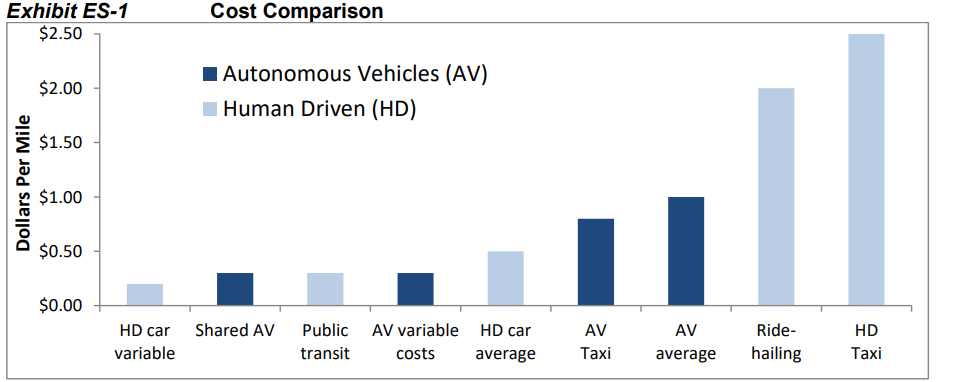 Exhibit ES-1 Cost Comparison
$2.50
Autonomous Vehicles (AV)
$2.00
Human Driven (HD)
$1.50
Dollars Per Mile
$1.00
$0.50
$0.00
HD car variable
Shared AV
Public transit
AV variable costs
HD car average
AV Taxi
AV average
Ride-hailing
HD Taxi